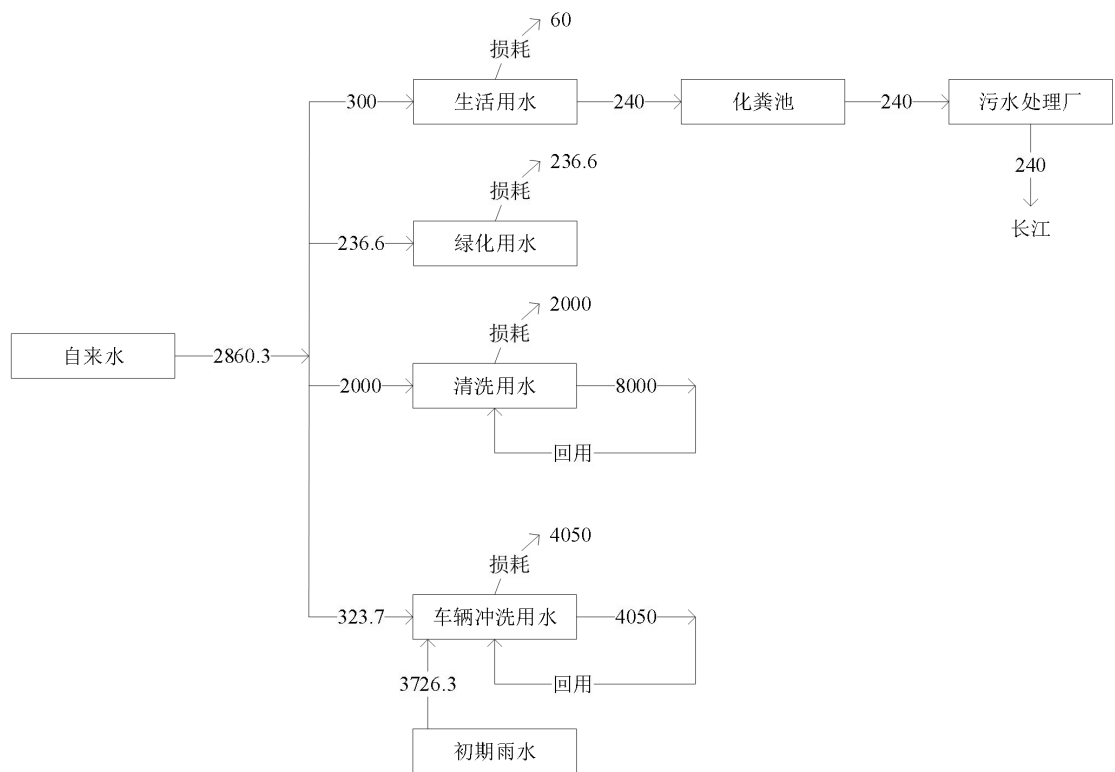 60
损耗
300
生活用水
240
化粪池
240
污水处理厂
240
长江
236.6
损耗
236.6
绿化用水
2000
损耗
自来水
2860.3
2000
清洗用水
8000
回用
4050
损耗
323.7
车辆冲洗用水
4050
回用
3726.3
初期雨水